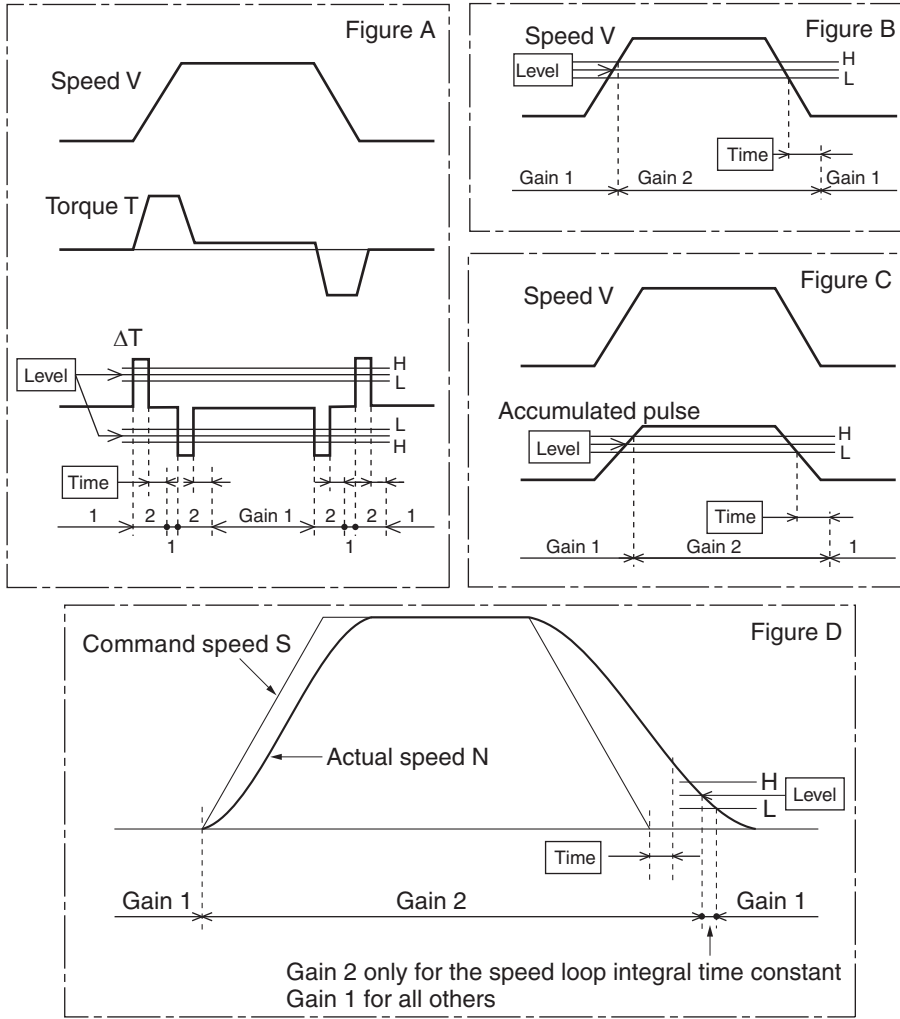 Figure A
Speed V
Torque T
ΔT
Level
H
L
L
H
Time
1 2 2 Gain 1 2 2 1
1 1
Figure B
Speed V
Level
H
L
Time
Gain 1 Gain 2 Gain 1
Figure C
Speed V
Accumulated pulse
Level
H
L
Time
Gain 1 Gain 2 1
Figure D
Command speed S
Actual speed N
H
Level
L
Time
Gain 1 Gain 2 Gain 1
Gain 2 only for the speed loop integral time constant
Gain 1 for all others